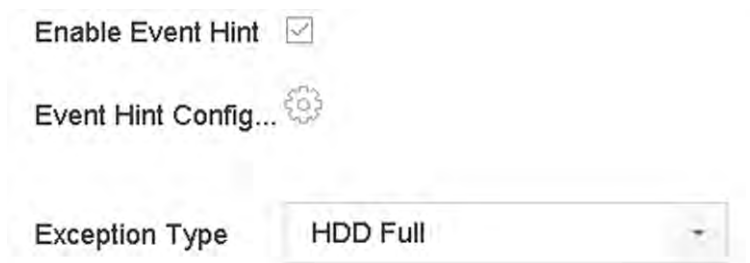 Enable Event Hint
Event Hint Config...
Exception Type HDD Full